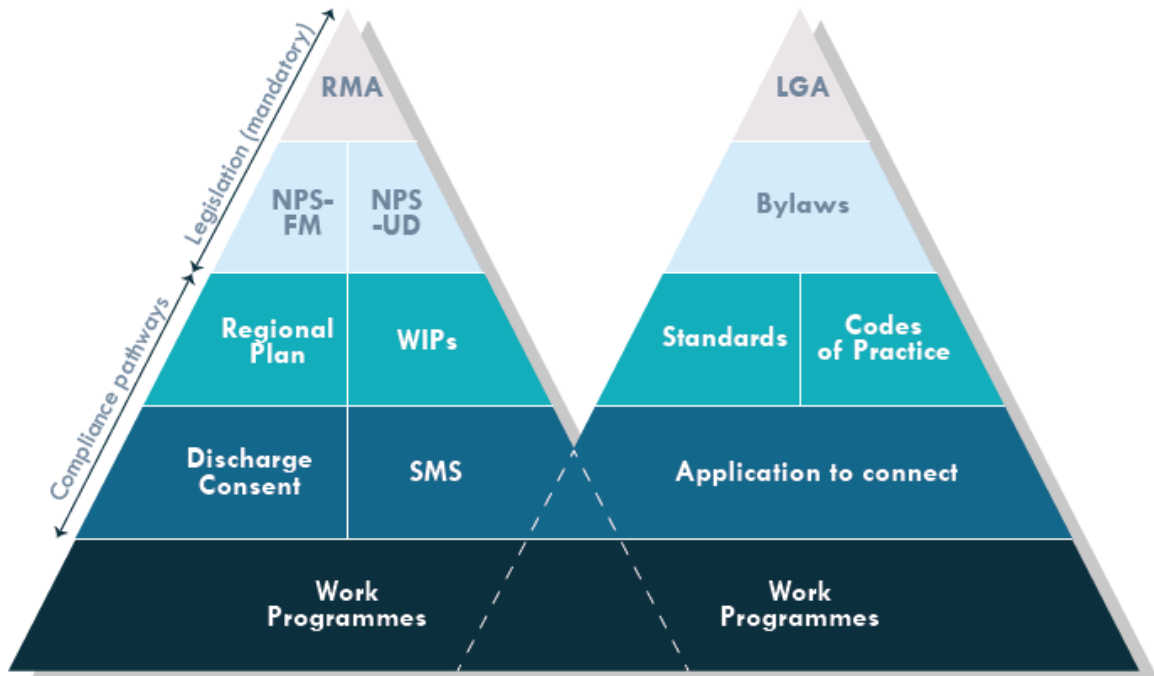 Legislation (mandatory)
Compliance pathways
RMA
NPS-
FM
NPS
-UD
Regional
Plan
WIPs
Discharge
Consent
SMS
Work
Programmes
LGA
Bylaws
Standards
Codes
of Practice
Application to connect
Work
Programmes